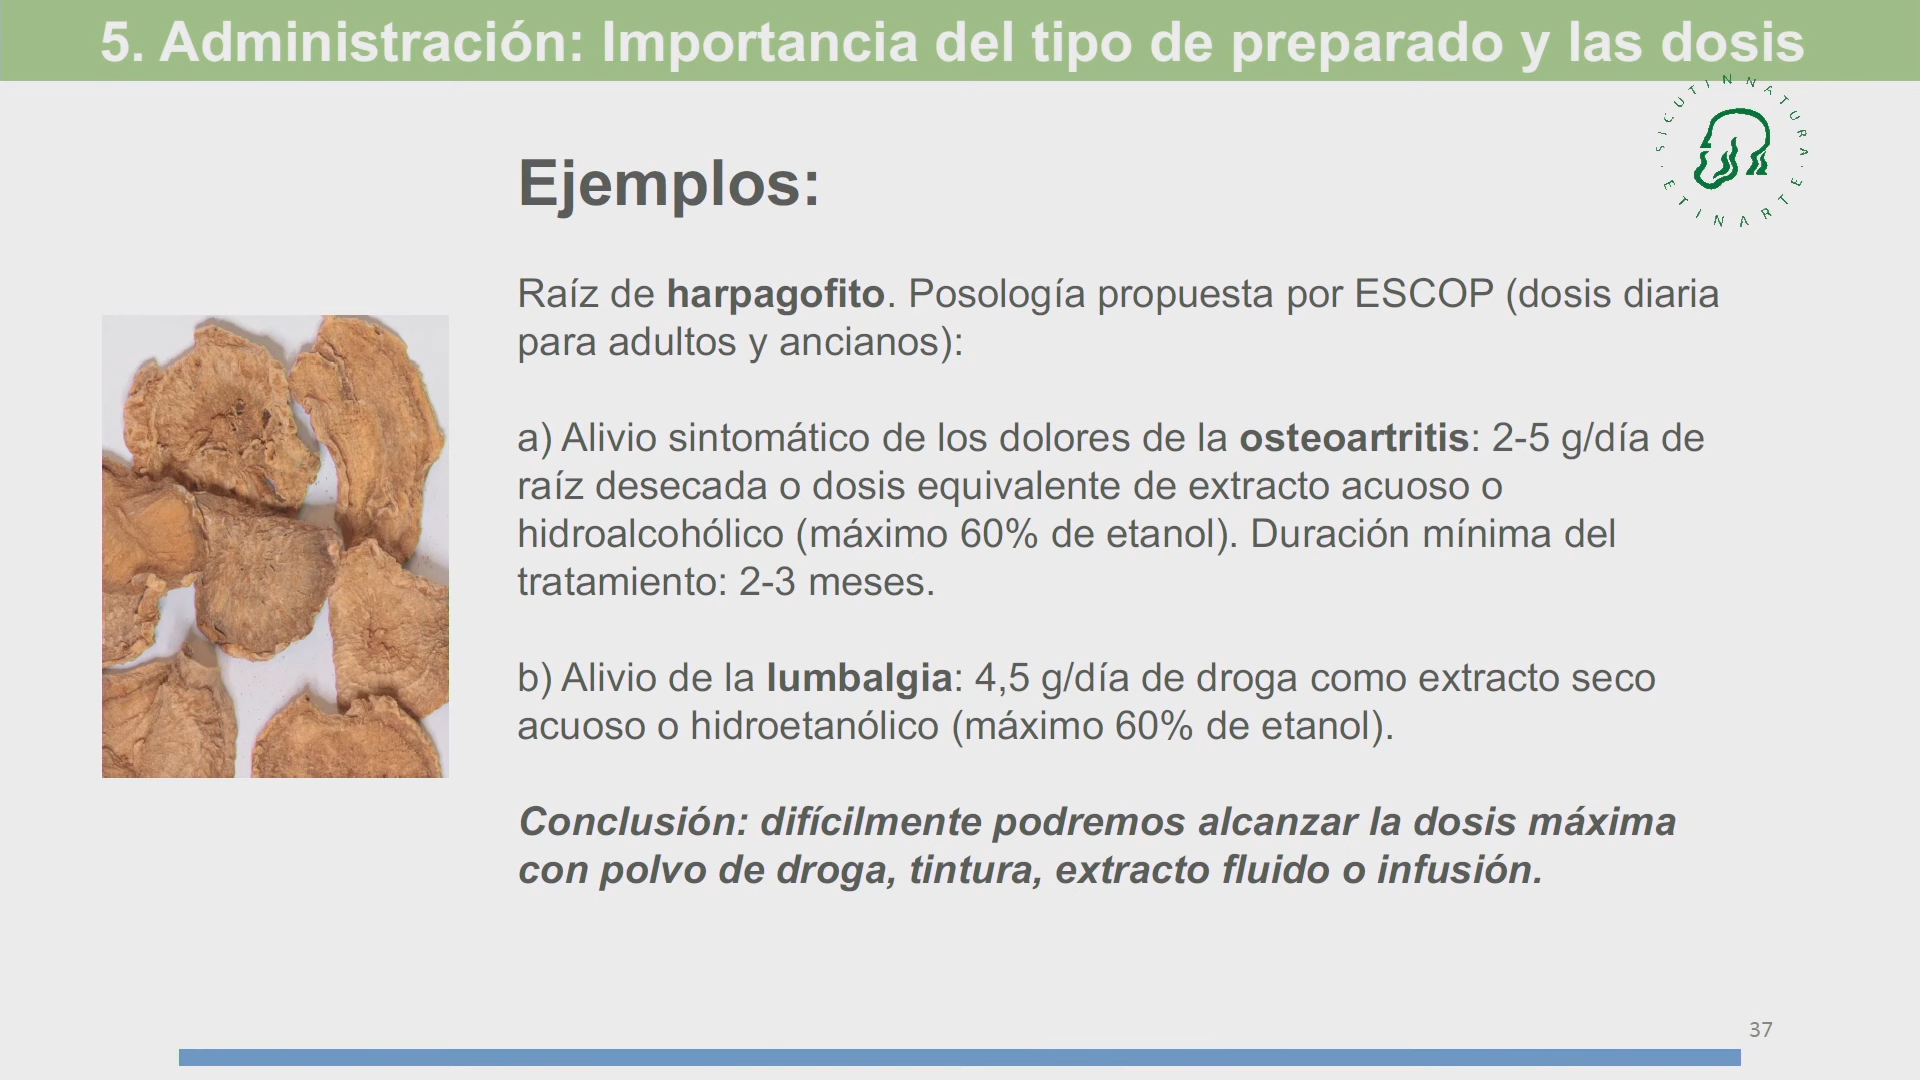 5. Administración: Importancia del tipo de preparado y las dosis
SICUT IN NATURA · ET IN ARTE ·
Ejemplos:
Raíz de harpagofito. Posología propuesta por ESCOP (dosis diaria
para adultos y ancianos):
a) Alivio sintomático de los dolores de la osteoartritis: 2-5 g/día de
raíz desecada o dosis equivalente de extracto acuoso o
hidroalcohólico (máximo 60% de etanol). Duración mínima del
tratamiento: 2-3 meses.
b) Alivio de la lumbalgia: 4,5 g/día de droga como extracto seco
acuoso o hidroetanólico (máximo 60% de etanol).
Conclusión: difícilmente podremos alcanzar la dosis máxima
con polvo de droga, tintura, extracto fluido o infusión.
37